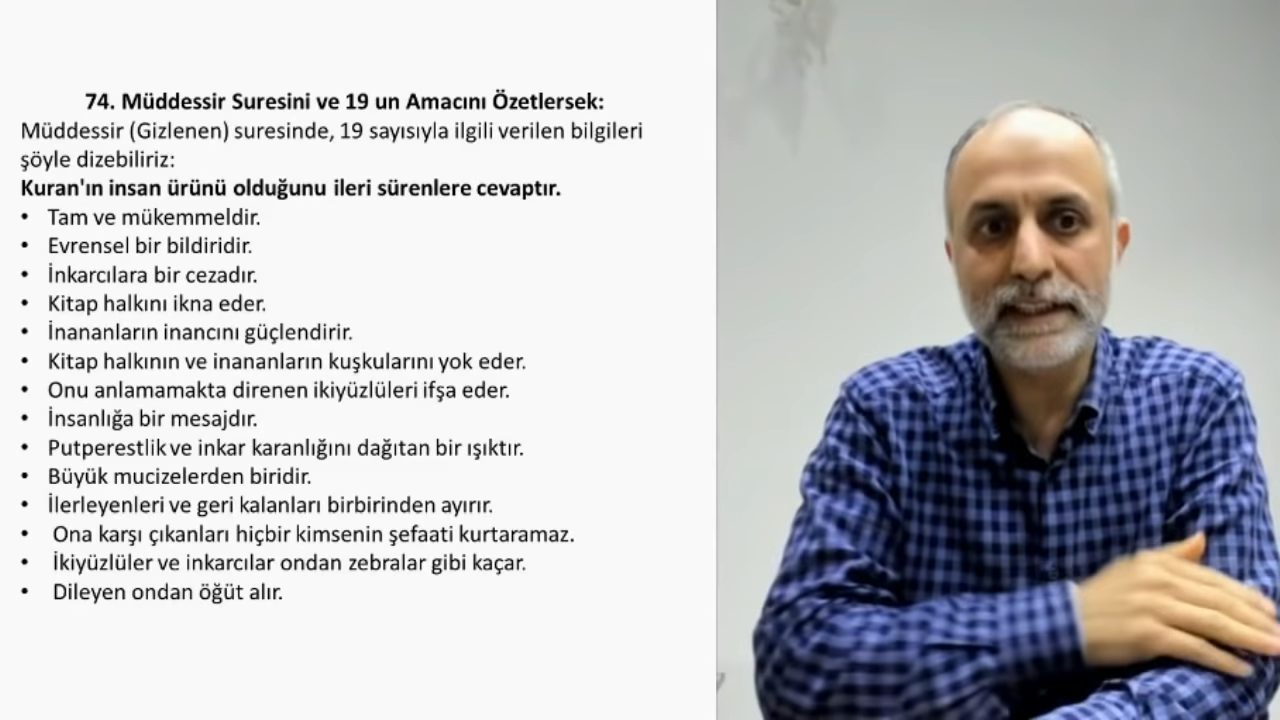 74. Müddessir Suresini ve 19 un Amacını Özetlersek:
Müddessir (Gizlenen) suresinde, 19 sayısıyla ilgili verilen bilgileri
şöyle dizebiliriz:
Kuran'ın insan ürünü olduğunu ileri sürenlere cevaptır.
• Tam ve mükemmeldir.
• Evrensel bir bildiridir.
• İnkarcılara bir cezadır.
• Kitap halkını ikna eder.
• İnananların inancını güçlendirir.
• Kitap halkının ve inananların kuşkularını yok eder.
• Onu anlamamakta direnen ikiyüzlüleri ifşa eder.
• İnsanlığa bir mesajdır.
• Putperestlik ve inkar karanlığını dağıtan bir ışıktır.
• Büyük mucizelerden biridir.
• İlerleyenleri ve geri kalanları birbirinden ayırır.
• Ona karşı çıkanları hiçbir kimsenin şefaati kurtaramaz.
• İkiyüzlüler ve inkarcılar ondan zebralar gibi kaçar.
• Dileyen ondan öğüt alır.